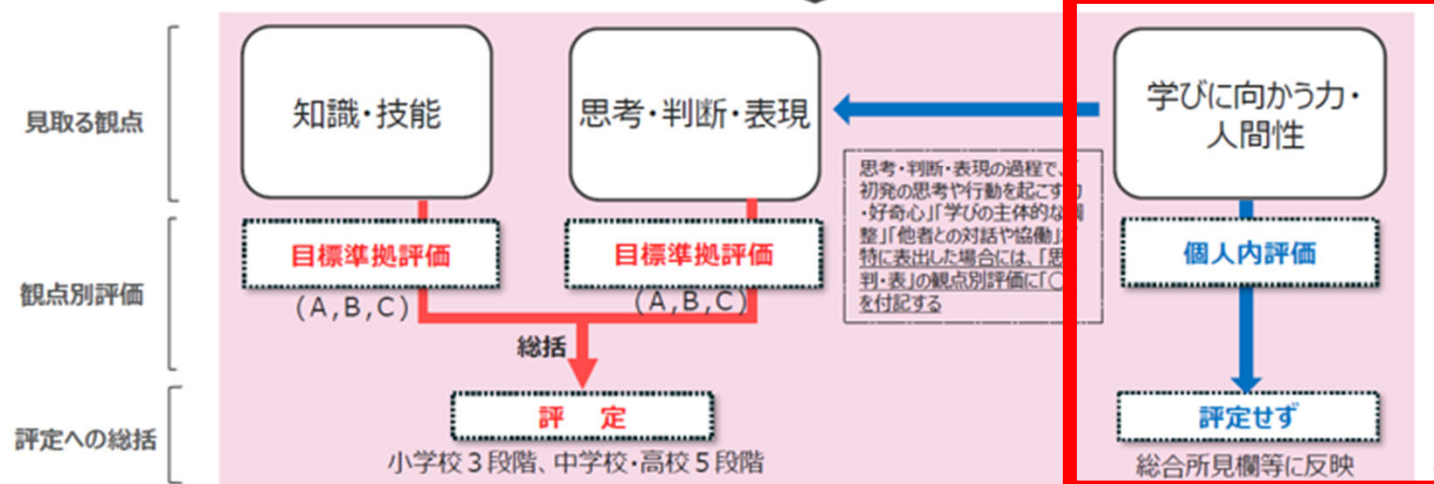 見取る観点
知識・技能
思考・判断・表現
学びに向かう力・
人間性
思考・判断・表現の過程で、「
初発の思考や行動を起こす力
・好奇心」「学びの主体的な調
整」「他者との対話や協働」
特に表出した場合には、「思
判・表」の観点別評価に「○
を付記する
観点別評価
目標準拠評価
(A,B,C)
目標準拠評価
(A,B,C)
個人内評価
総括
評定への総括
評 定
小学校3段階、中学校・高校5段階
評定せず
総合所見欄等に反映